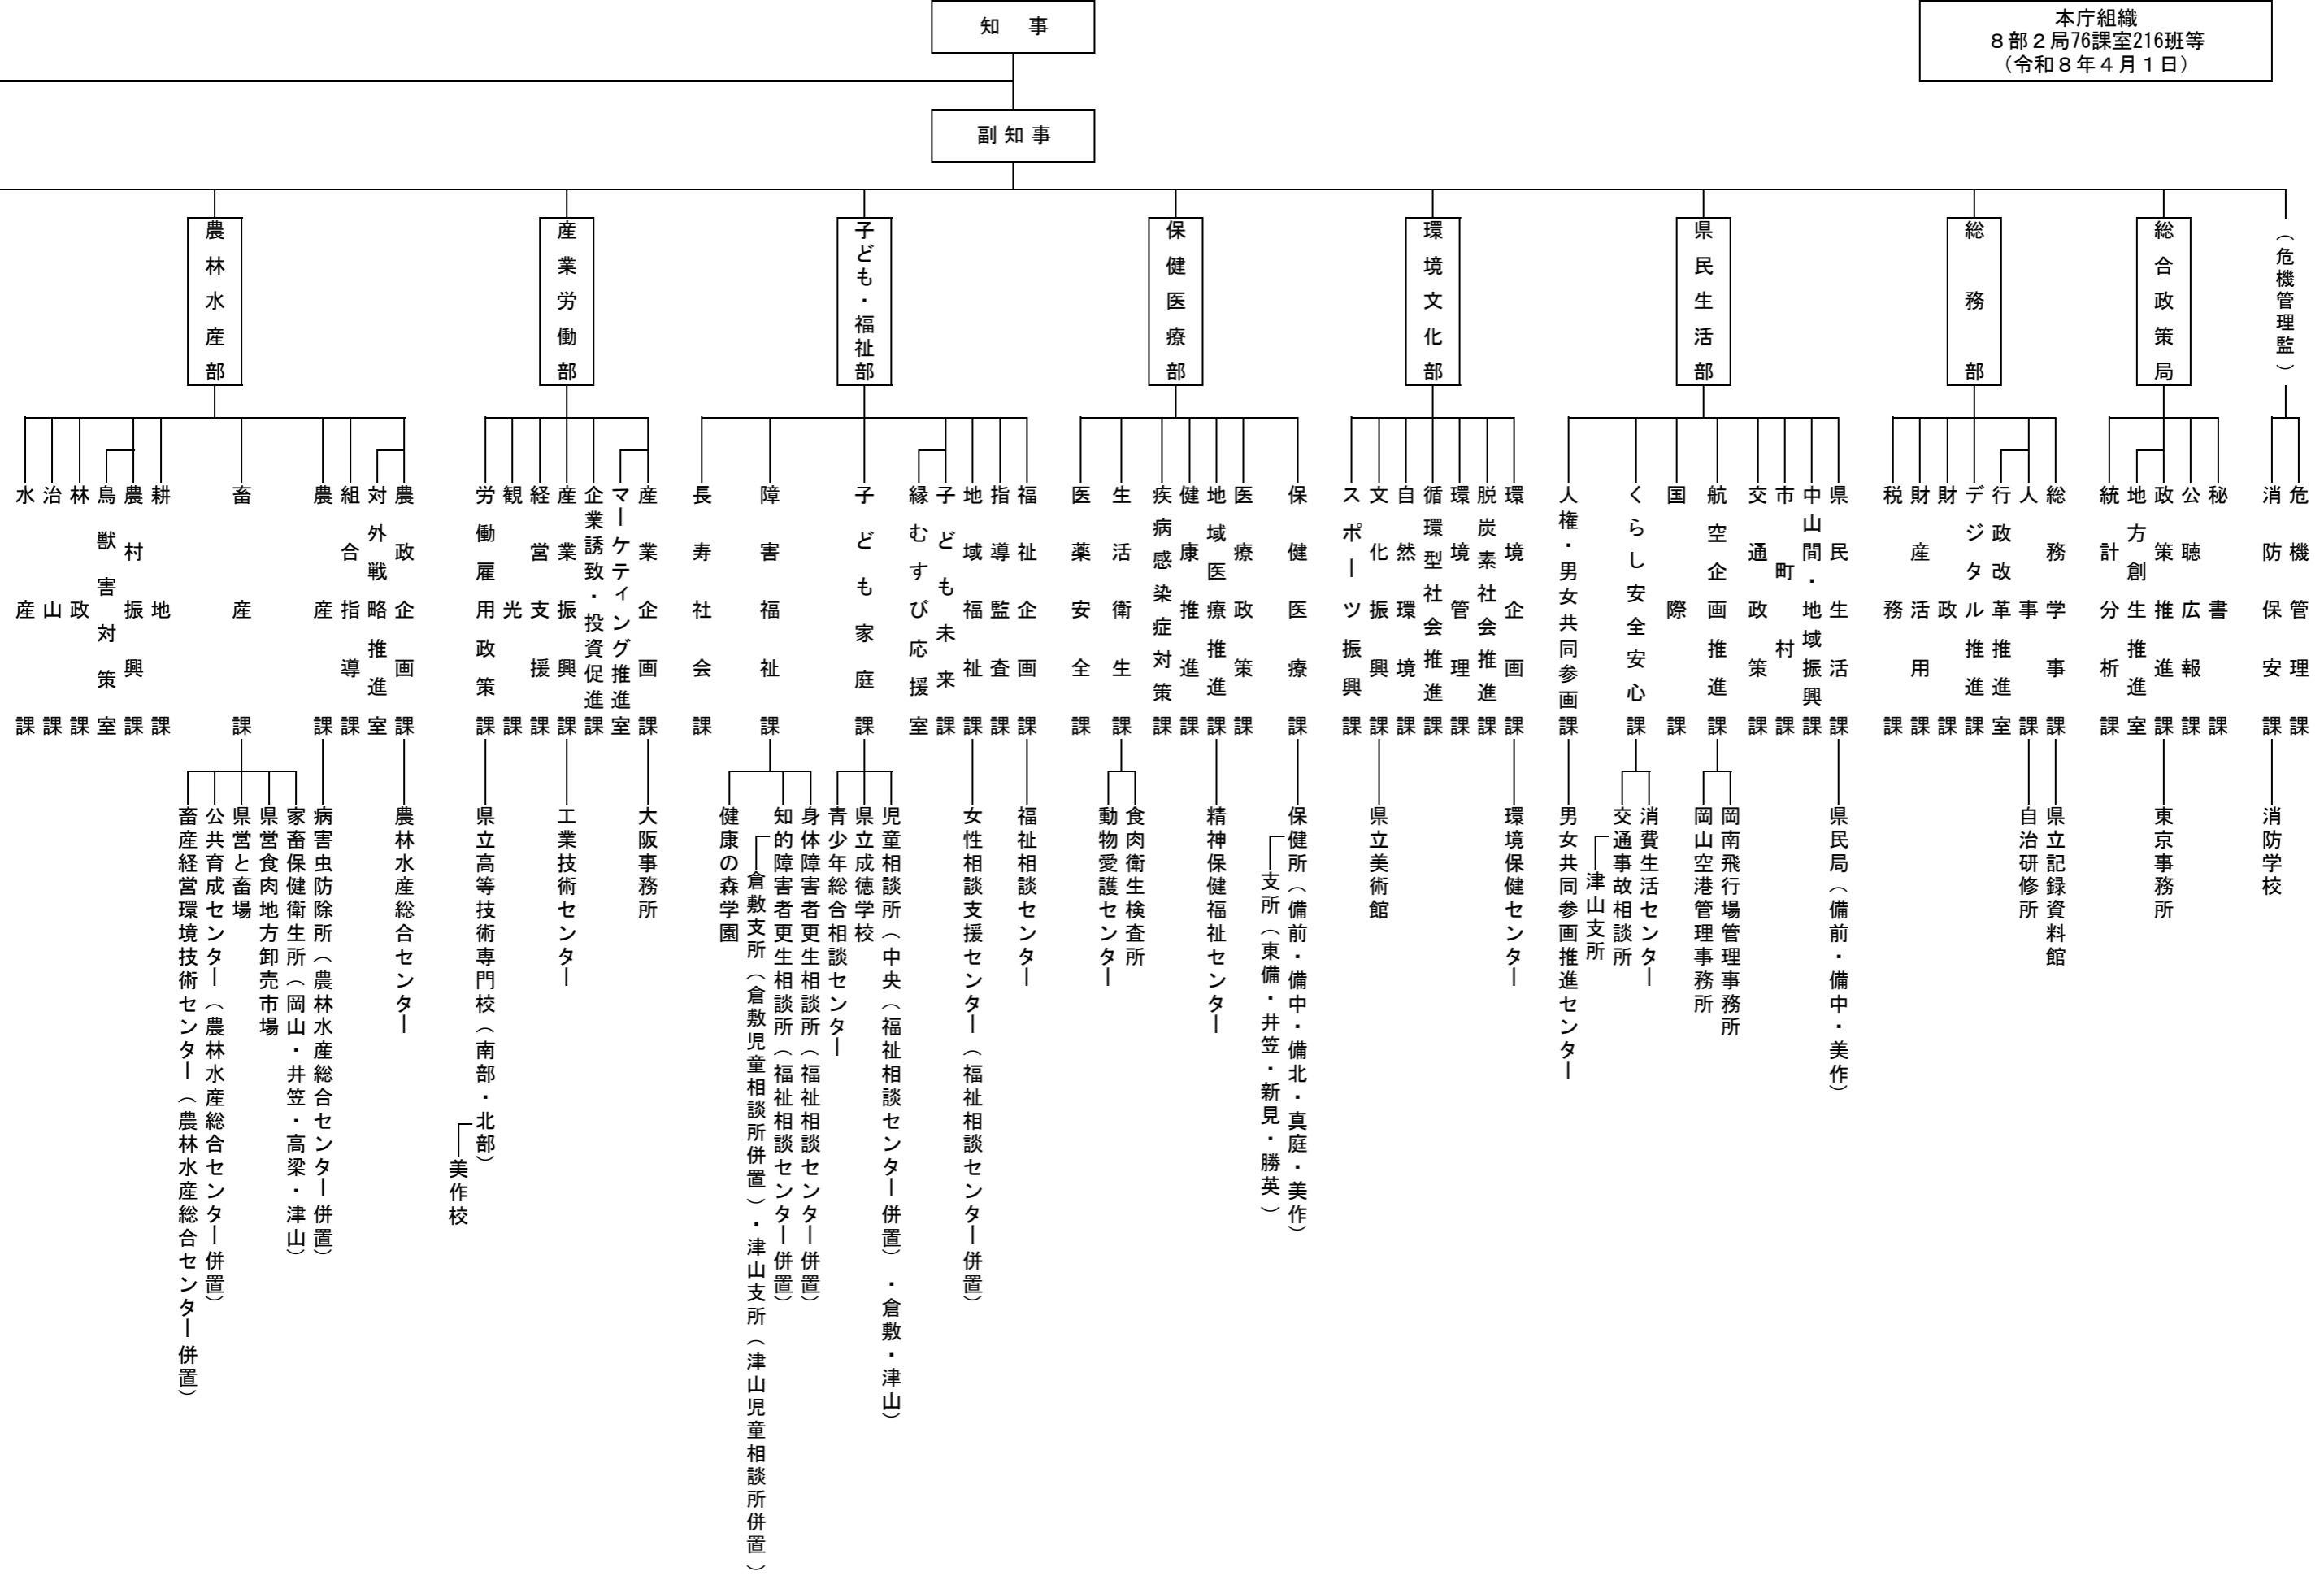 知　事
本庁組織
８部２局76課室216班等
（令和８年４月１日）
副知事
（危機管理監）
総合政策局
総務部
県民生活部
環境文化部
保健医療部
子ども・福祉部
産業労働部
農林水産部
危機管理課
消防保安課
秘書課
公聴広報課
政策推進課
地方創生推進室
統計分析課
総務学事課
人事課
行政改革推進室
デジタル推進課
財政課
財産活用課
税務課
県民生活課
中山間・地域振興課
市町村課
交通政策課
航空企画推進課
国際課
くらし安全安心課
人権・男女共同参画課
環境企画課
脱炭素社会推進課
環境管理課
循環型社会推進課
自然環境課
文化振興課
スポーツ振興課
保健医療課
医療政策課
地域医療推進課
健康推進課
疾病感染症対策課
生活衛生課
医薬安全課
福祉企画課
指導監査課
地域福祉課
子ども未来課
縁むすび応援室
子ども家庭課
障害福祉課
長寿社会課
産業企画課
マーケティング推進室
企業誘致・投資促進課
産業振興課
経営支援課
観光課
労働雇用政策課
農政企画課
対外戦略推進室
組合指導課
農産課
畜産課
耕地課
農村振興課
鳥獣害対策室
林政課
治山課
水産課
消防学校
東京事務所
県立記録資料館
自治研修所
県民局（備前・備中・美作）
岡南飛行場管理事務所
岡山空港管理事務所
消費生活センター
交通事故相談所
津山支所
男女共同参画推進センター
環境保健センター
県立美術館
保健所（備前・備中・備北・真庭・美作）
支所（東備・井笠・新見・勝英）
精神保健福祉センター
食肉衛生検査所
動物愛護センター
福祉相談センター
女性相談支援センター（福祉相談センター併置）
児童相談所（中央（福祉相談センター併置）・倉敷・津山）
県立成徳学校
青少年総合相談センター
身体障害者更生相談所（福祉相談センター併置）
知的障害者更生相談所（福祉相談センター併置）
倉敷支所（倉敷児童相談所併置）・津山支所（津山児童相談所併置）
健康の森学園
大阪事務所
工業技術センター
県立高等技術専門校（南部・北部）
美作校
農林水産総合センター
病害虫防除所（農林水産総合センター併置）
家畜保健衛生所（岡山・井笠・高梁・津山）
県営食肉地方卸売市場
県営と畜場
公共育成センター（農林水産総合センター併置）
畜産経営環境技術センター（農林水産総合センター併置）